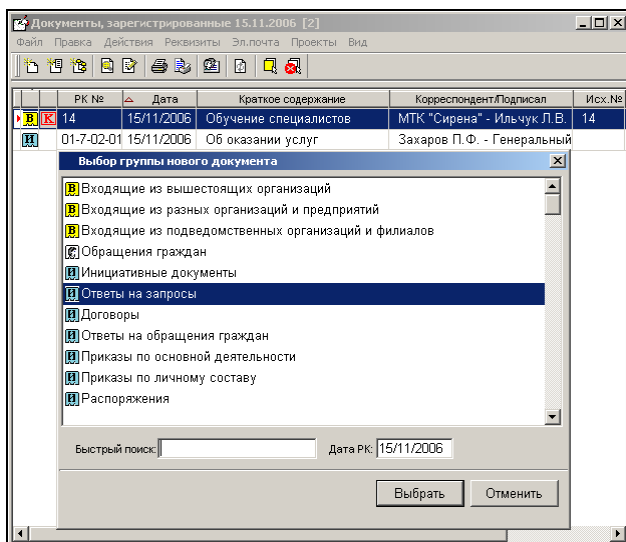 Документы, зарегистрированные 15.11.2006 [2]
Файл Правка Действия Реквизиты Эл.почта Проекты Вид
РК № Дата Краткое содержание Корреспондент/Подписал Исх.№
В К 14 15/11/2006 Обучение специалистов МТК "Сирена" - Ильчук Л.В. 14
И 01-7-02-01 15/11/2006 Об оказании услуг Захаров П.Ф. - Генеральный
Выбор группы нового документа
В Входящие из вышестоящих организаций
В Входящие из разных организаций и предприятий
В Входящие из подведомственных организаций и филиалов
Обращения граждан
И Инициативные документы
И Ответы на запросы
И Договоры
И Ответы на обращения граждан
И Приказы по основной деятельности
И Приказы по личному составу
И Распоряжения
Быстрый поиск: Дата РК: 15/11/2006
Выбрать Отменить